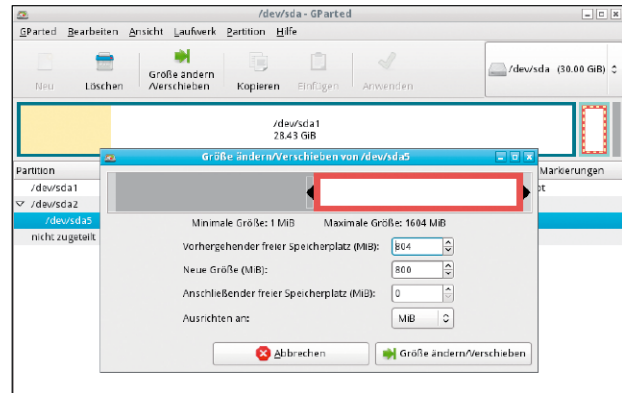 /dev/sda - GParted
GParted Bearbeiten Ansicht Laufwerk Partition Hilfe
Neu Löschen Größe ändern /Verschieben Kopieren Einfügen Anwenden /dev/sda (30.00 GiB)
/dev/sda1
28.43 GiB
Größe ändern/Verschieben von /dev/sda5
Partition Markierungen
/dev/sda1
/dev/sda2
/dev/sda5
nicht zugeteilt
Minimale Größe: 1 MiB Maximale Größe: 1604 MiB
Vorhergehender freier Speicherplatz (MiB): 804
Neue Größe (MiB): 800
Anschließender freier Speicherplatz (MiB): 0
Ausrichten an: MiB
Abbrechen Größe ändern/Verschieben